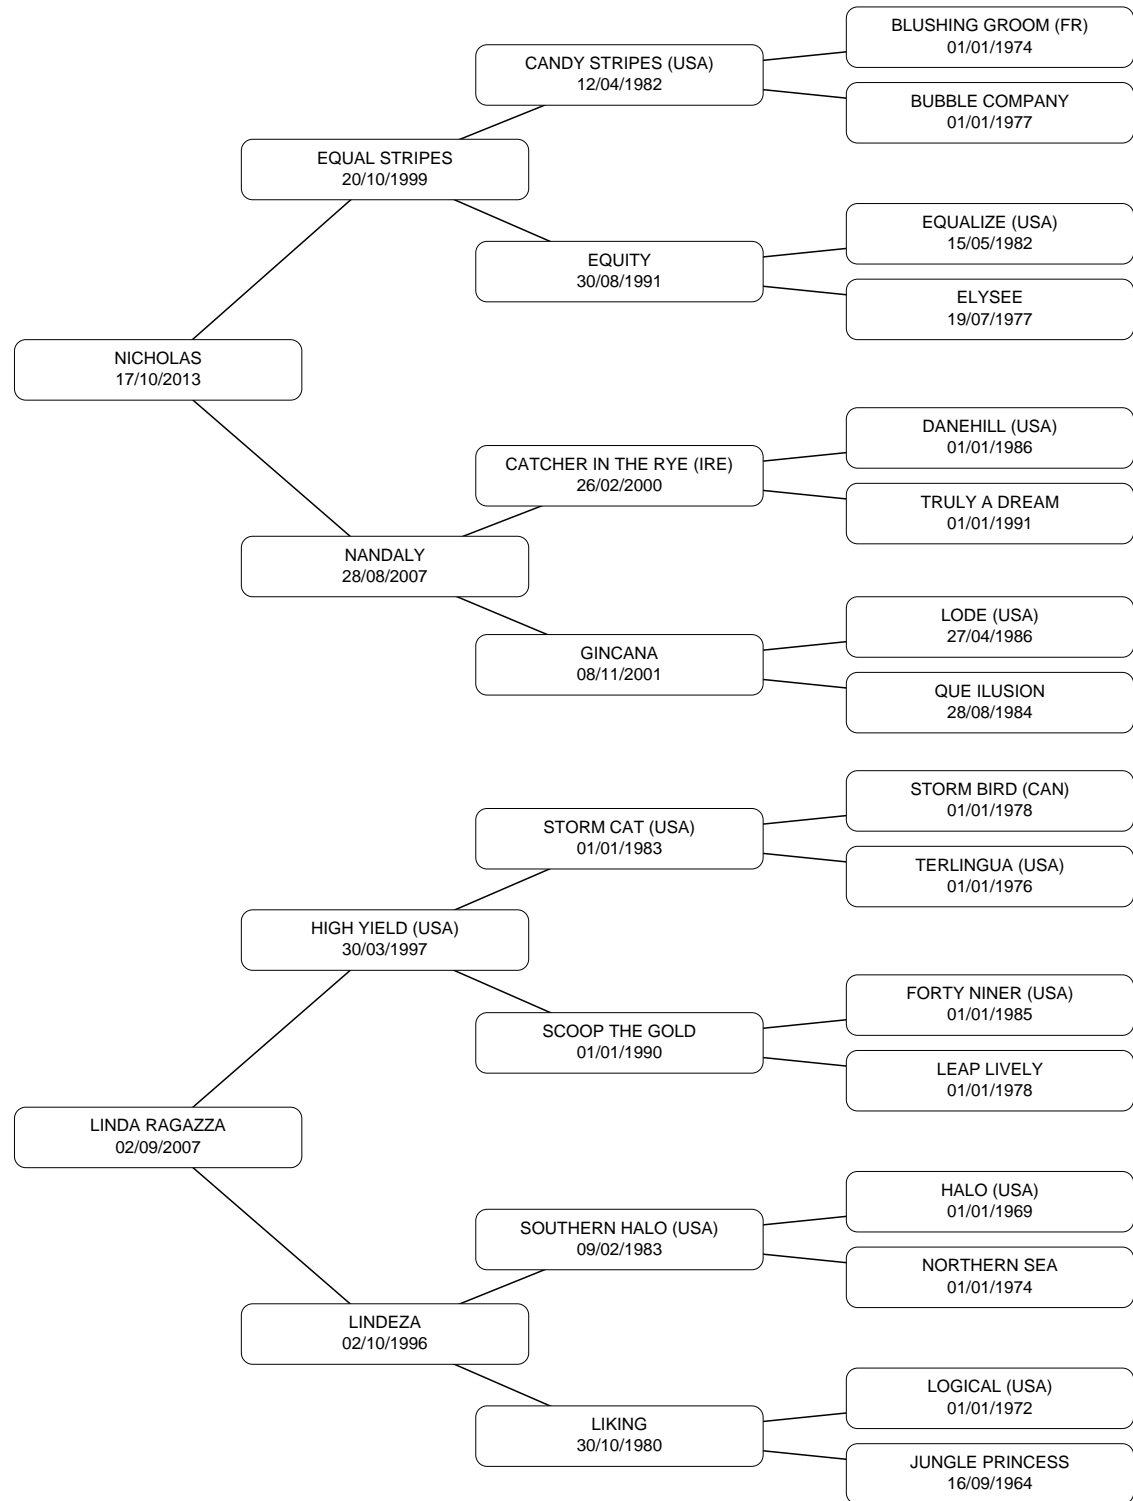 BLUSHING GROOM (FR)
01/01/1974
CANDY STRIPES (USA)
12/04/1982
BUBBLE COMPANY
01/01/1977
EQUAL STRIPES
20/10/1999
EQUALIZE (USA)
15/05/1982
EQUITY
30/08/1991
ELYSEE
19/07/1977
NICHOLAS
17/10/2013
DANEHILL (USA)
01/01/1986
CATCHER IN THE RYE (IRE)
26/02/2000
TRULY A DREAM
01/01/1991
NANDALY
28/08/2007
LODE (USA)
27/04/1986
GINCANA
08/11/2001
QUE ILUSION
28/08/1984
STORM BIRD (CAN)
01/01/1978
STORM CAT (USA)
01/01/1983
TERLINGUA (USA)
01/01/1976
HIGH YIELD (USA)
30/03/1997
FORTY NINER (USA)
01/01/1985
SCOOP THE GOLD
01/01/1990
LEAP LIVELY
01/01/1978
LINDA RAGAZZA
02/09/2007
HALO (USA)
01/01/1969
SOUTHERN HALO (USA)
09/02/1983
NORTHERN SEA
01/01/1974
LINDEZA
02/10/1996
LOGICAL (USA)
01/01/1972
LIKING
30/10/1980
JUNGLE PRINCESS
16/09/1964